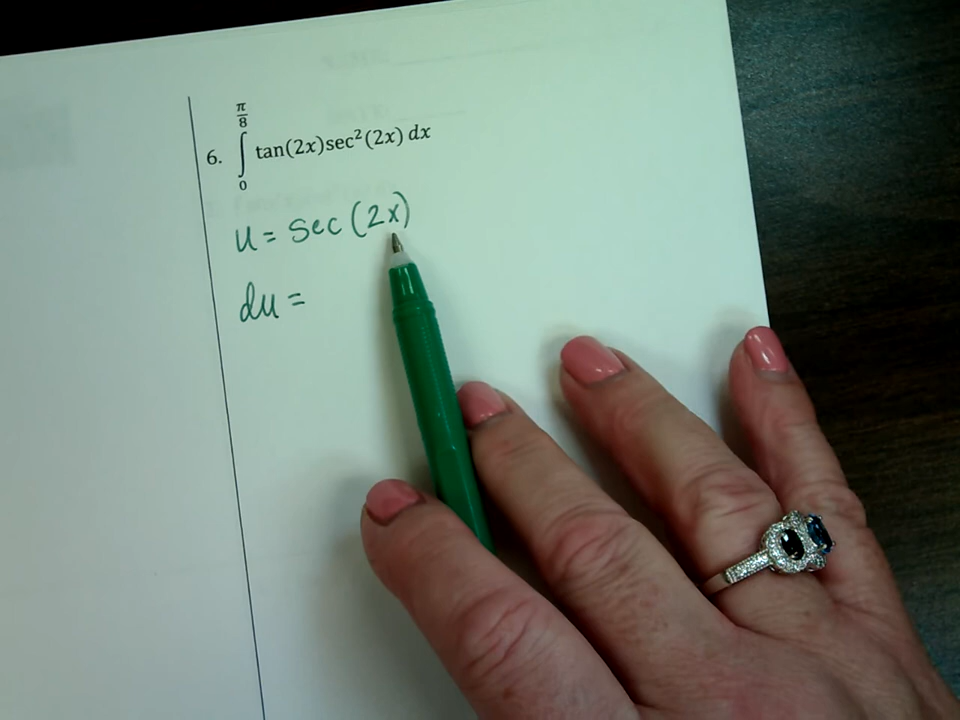 6. ∫₀^{π/8} tan(2x)sec²(2x) dx
u = sec(2x)
du =